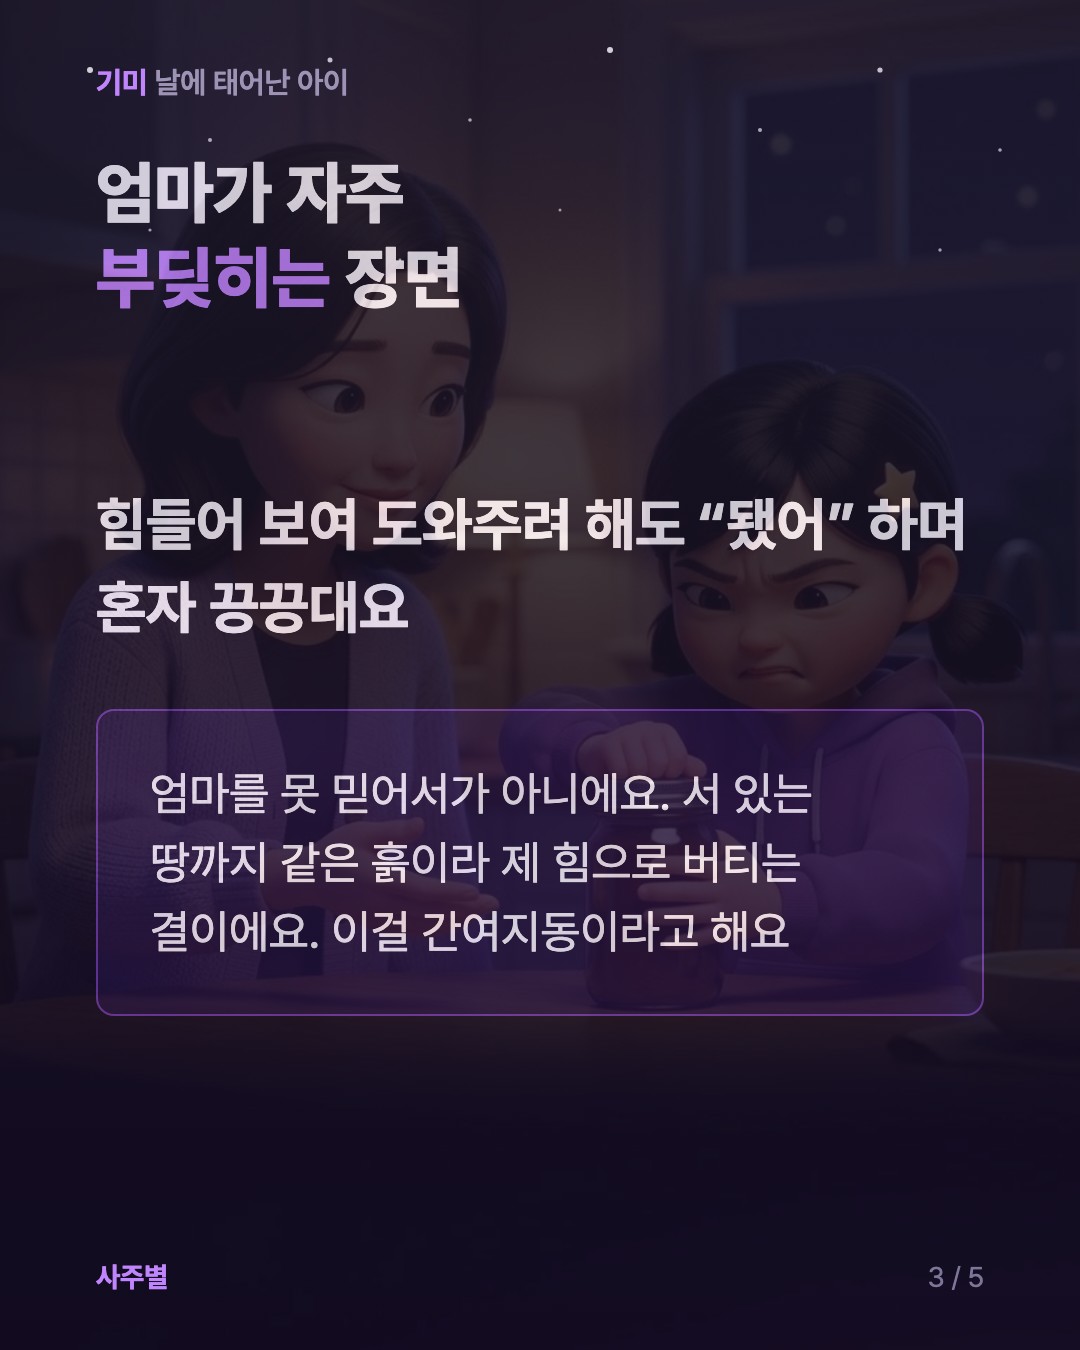 기미 날에 태어난 아이
엄마가 자주
부딪히는 장면
힘들어 보여 도와주려 해도 “됐어” 하며
혼자 끙끙대요
엄마를 못 믿어서가 아니에요. 서 있는
땅까지 같은 흙이라 제 힘으로 버티는
결이에요. 이걸 간여지동이라고 해요
사주별
3 / 5